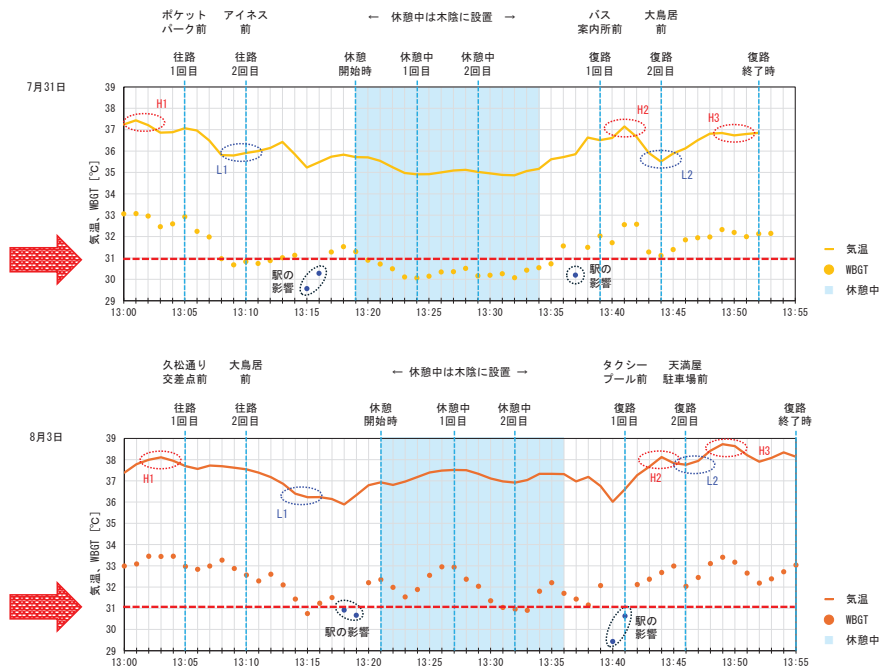 ポケット
パーク前
アイネス
前
← 休憩中は木陰に設置 →
バス
案内所前
大鳥居
前
往路
1回目
往路
2回目
休憩
開始時
休憩中
1回目
休憩中
2回目
復路
1回目
復路
2回目
復路
終了時
7月31日
気温、WBGT [℃]
39
38
37
36
35
34
33
32
31
30
29
H1
L1
H2
L2
H3
駅の
影響
駅の
影響
気温
WBGT
休憩中
13:00
13:05
13:10
13:15
13:20
13:25
13:30
13:35
13:40
13:45
13:50
13:55
久松通り
交差点前
大鳥居
前
← 休憩中は木陰に設置 →
タクシー
プール前
天満屋
駐車場前
往路
1回目
往路
2回目
休憩
開始時
休憩中
1回目
休憩中
2回目
復路
1回目
復路
2回目
復路
終了時
8月3日
気温、WBGT [℃]
39
38
37
36
35
34
33
32
31
30
29
H1
L1
H2
L2
H3
駅の影響
駅の
影響
気温
WBGT
休憩中
13:00
13:05
13:10
13:15
13:20
13:25
13:30
13:35
13:40
13:45
13:50
13:55